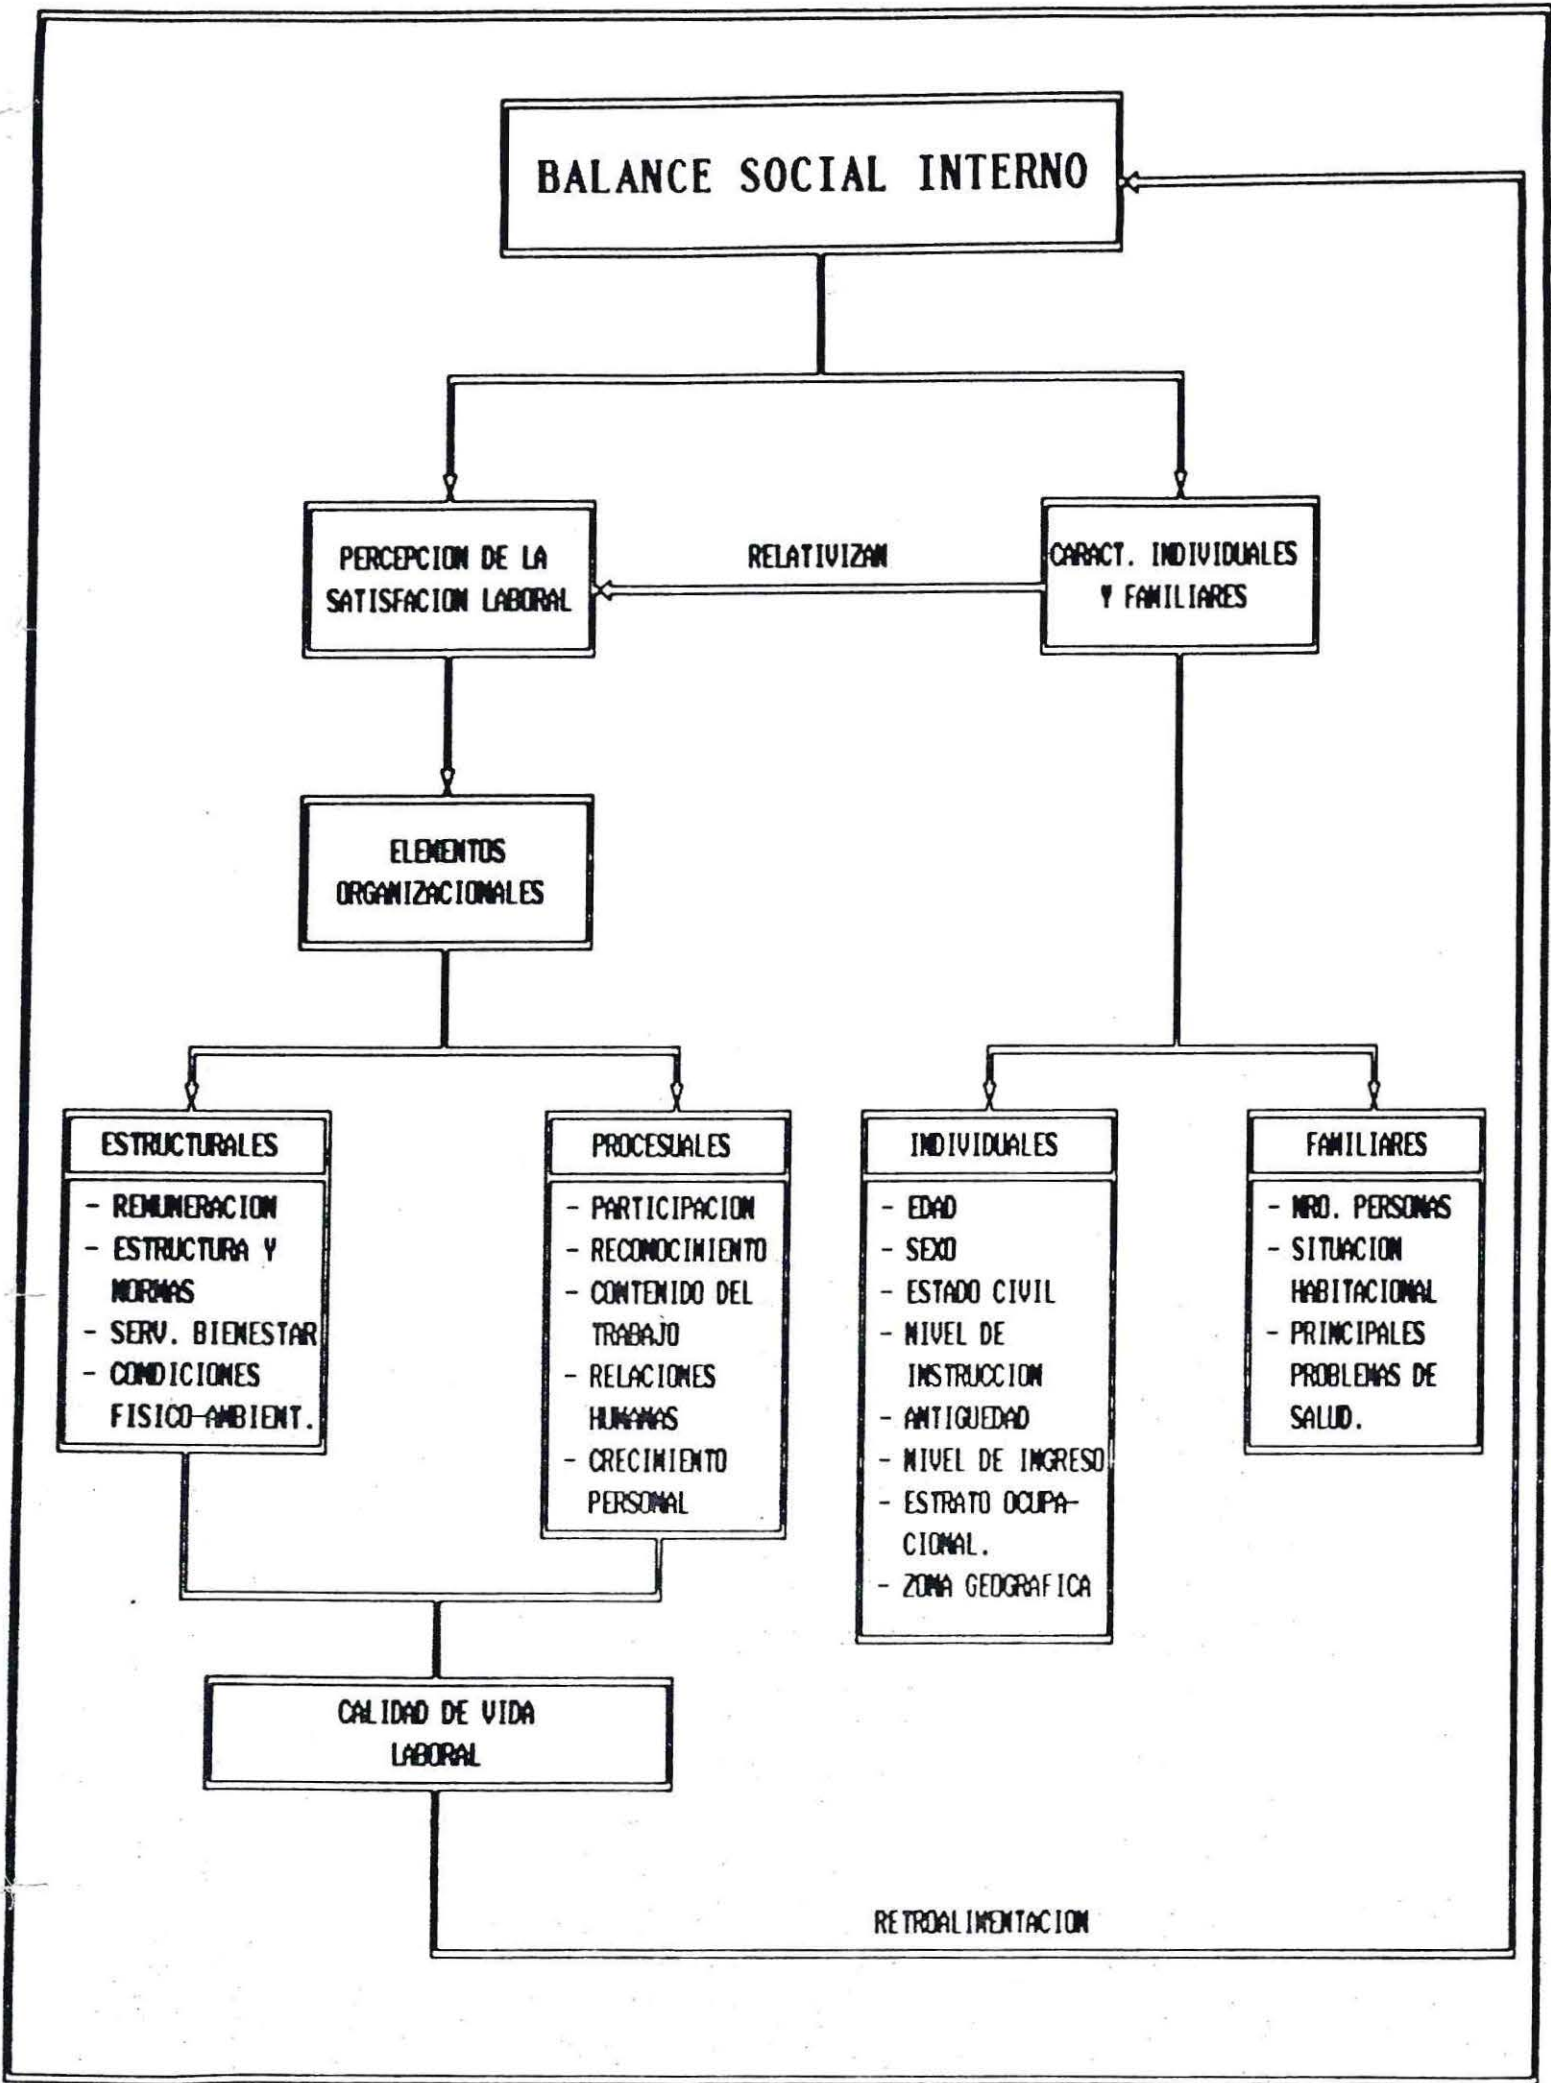 BALANCE SOCIAL INTERNO
PERCEPCION DE LA
SATISFACION LABORAL
RELATIVIZAN
CARACT. INDIVIDUALES
Y FAMILIARES
ELEMENTOS
ORGANIZACIONALES
ESTRUCTURALES
- REMUNERACION
- ESTRUCTURA Y
NORMAS
- SERV. BIENESTAR
- CONDICIONES
FISICO-AMBIENT.
PROCESUALES
- PARTICIPACION
- RECONOCIMIENTO
- CONTENIDO DEL
TRABAJO
- RELACIONES
HUMANAS
- CRECIMIENTO
PERSONAL
INDIVIDUALES
- EDAD
- SEXO
- ESTADO CIVIL
- NIVEL DE
INSTRUCCION
- ANTIGUEDAD
- NIVEL DE INGRESO
- ESTRATO OCUPA-
CIONAL.
- ZONA GEOGRAFICA
FAMILIARES
- NRO. PERSONAS
- SITUACION
HABITACIONAL
- PRINCIPALES
PROBLEMAS DE
SALUD.
CALIDAD DE VIDA
LABORAL
RETROALIMENTACION